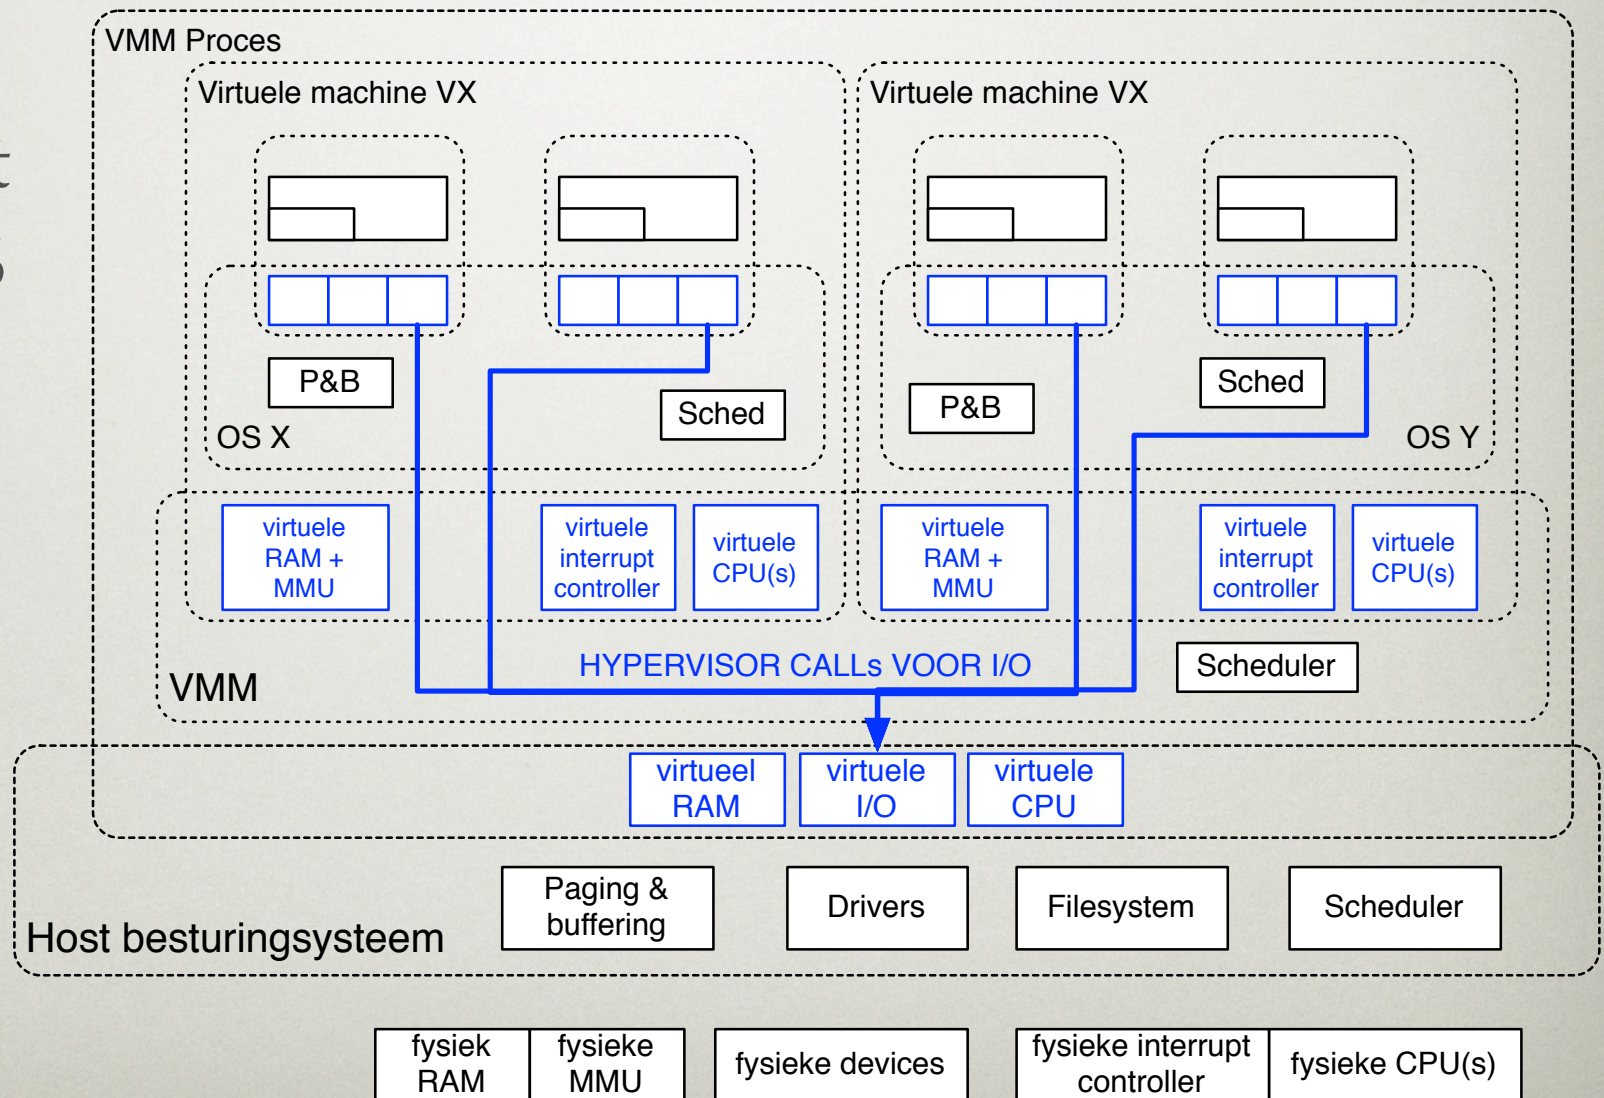 VMM Proces
Virtuele machine VX
Virtuele machine VX
P&B
Sched
OS X
P&B
Sched
OS Y
virtuele
RAM +
MMU
virtuele
interrupt
controller
virtuele
CPU(s)
virtuele
RAM +
MMU
virtuele
interrupt
controller
virtuele
CPU(s)
HYPERVISOR CALLs VOOR I/O
Scheduler
VMM
virtueel
RAM
virtuele
I/O
virtuele
CPU
Paging &
buffering
Drivers
Filesystem
Scheduler
Host besturingsysteem
fysiek
RAM
fysieke
MMU
fysieke devices
fysieke interrupt
controller
fysieke CPU(s)